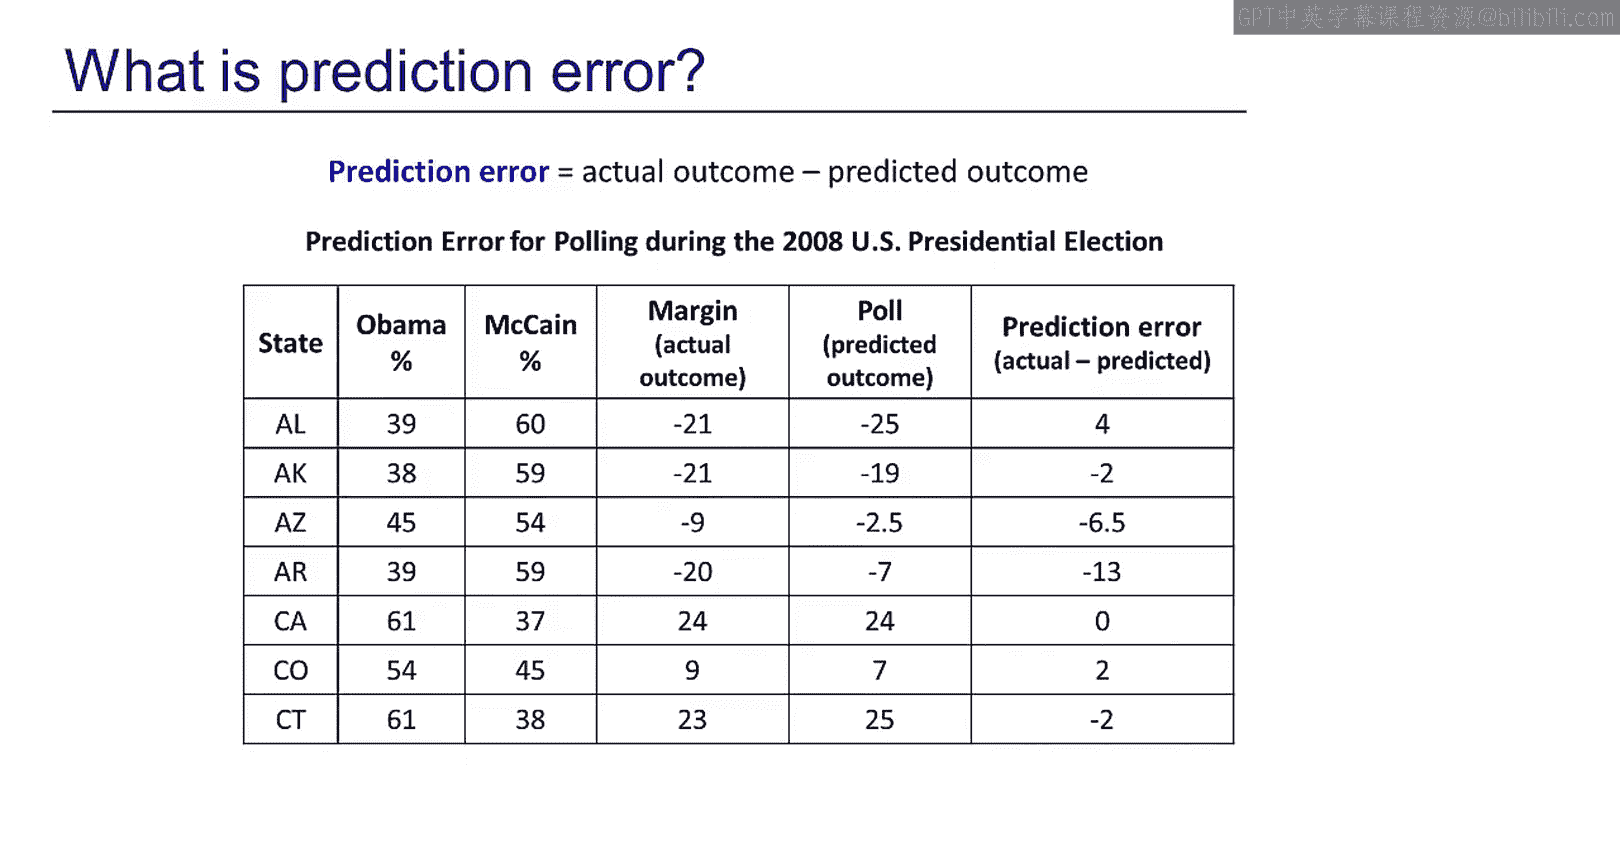 GPT中英字幕课程资源@bilibili.com
What is prediction error?
Prediction error = actual outcome – predicted outcome
Prediction Error for Polling during the 2008 U.S. Presidential Election
State Obama % McCain % Margin (actual outcome) Poll (predicted outcome) Prediction error (actual – predicted)
AL 39 60 -21 -25 4
AK 38 59 -21 -19 -2
AZ 45 54 -9 -2.5 -6.5
AR 39 59 -20 -7 -13
CA 61 37 24 24 0
CO 54 45 9 7 2
CT 61 38 23 25 -2